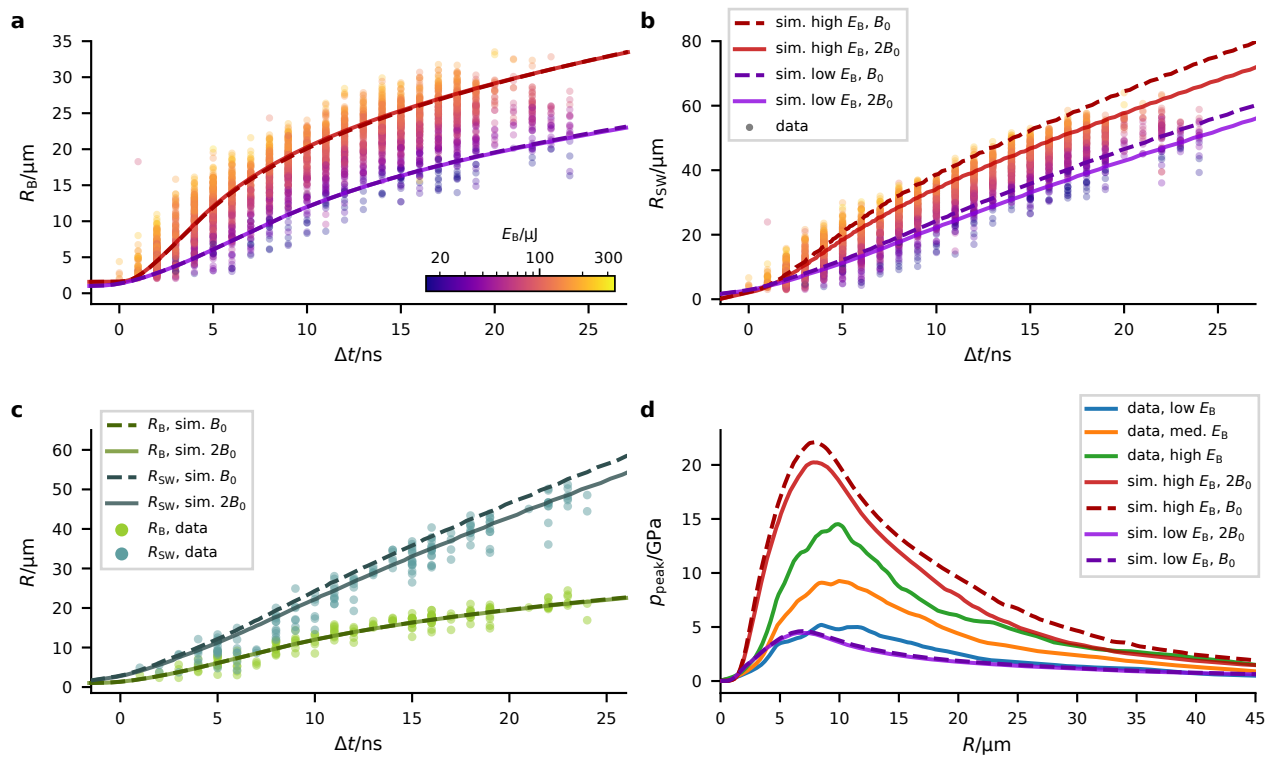 a
35
30
25
20
15
10
5
0
R_B/µm
0 5 10 15 20 25
Δt/ns
E_B/µJ
20 100 300
b
80
60
40
20
0
R_SW/µm
0 5 10 15 20 25
Δt/ns
sim. high E_B, B_0
sim. high E_B, 2B_0
sim. low E_B, B_0
sim. low E_B, 2B_0
data
c
60
50
40
30
20
10
0
R/µm
0 5 10 15 20 25
Δt/ns
R_B, sim. B_0
R_B, sim. 2B_0
R_SW, sim. B_0
R_SW, sim. 2B_0
R_B, data
R_SW, data
d
20
15
10
5
0
p_peak/GPa
0 5 10 15 20 25 30 35 40 45
R/µm
data, low E_B
data, med. E_B
data, high E_B
sim. high E_B, 2B_0
sim. high E_B, B_0
sim. low E_B, 2B_0
sim. low E_B, B_0